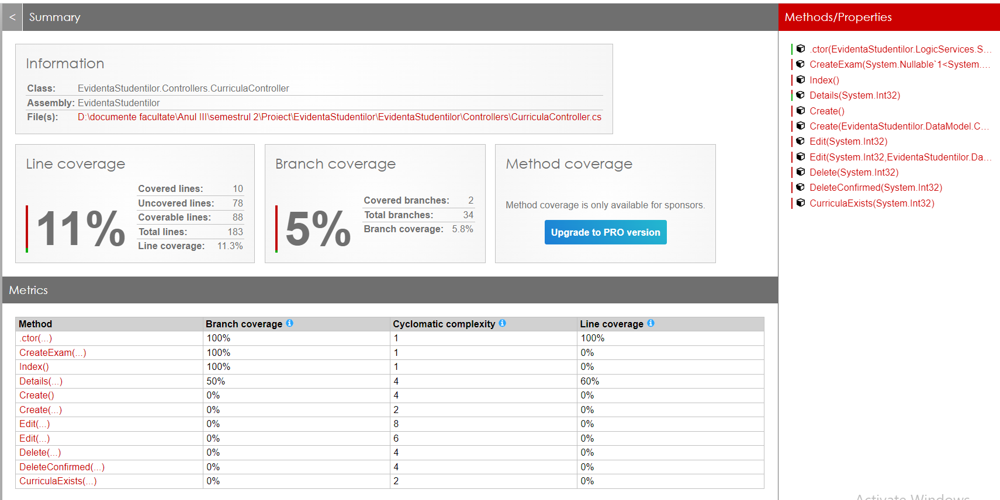 < Summary
Information
Class: EvidentaStudentilor.Controllers.CurriculaController
Assembly: EvidentaStudentilor
File(s): D:\documente facultate\Anul III\semestrul 2\Proiect\EvidentaStudentilor\EvidentaStudentilor\Controllers\CurriculaController.cs
Line coverage
11%
Covered lines: 10
Uncovered lines: 78
Coverable lines: 88
Total lines: 183
Line coverage: 11.3%
Branch coverage
5%
Covered branches: 2
Total branches: 34
Branch coverage: 5.8%
Method coverage
Method coverage is only available for sponsors.
Upgrade to PRO version
Metrics
Method Branch coverage Cyclomatic complexity Line coverage
.ctor(...) 100% 1 100%
CreateExam(...) 100% 1 0%
Index() 100% 1 0%
Details(...) 50% 4 60%
Create() 0% 4 0%
Create(...) 0% 2 0%
Edit(...) 0% 8 0%
Edit(...) 0% 6 0%
Delete(...) 0% 4 0%
DeleteConfirmed(...) 0% 4 0%
CurriculaExists(...) 0% 2 0%
Methods/Properties
.ctor(EvidentaStudentilor.LogicServices.S...
CreateExam(System.Nullable`1<System....
Index()
Details(System.Int32)
Create()
Create(EvidentaStudentilor.DataModel.C...
Edit(System.Int32)
Edit(System.Int32,EvidentaStudentilor.Da...
Delete(System.Int32)
DeleteConfirmed(System.Int32)
CurriculaExists(System.Int32)
Activate Windows